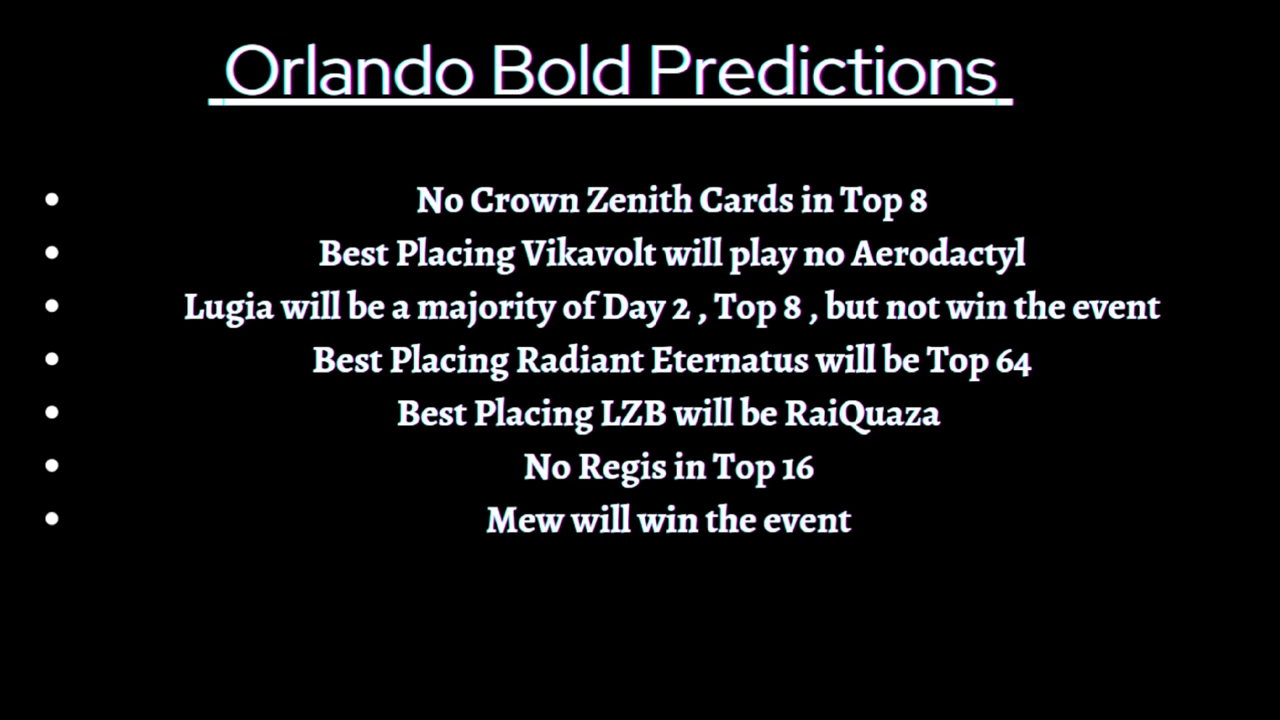 Orlando Bold Predictions
• No Crown Zenith Cards in Top 8
• Best Placing Vikavolt will play no Aerodactyl
• Lugia will be a majority of Day 2 , Top 8 , but not win the event
• Best Placing Radiant Eternatus will be Top 64
• Best Placing LZB will be RaiQuaza
• No Regis in Top 16
• Mew will win the event